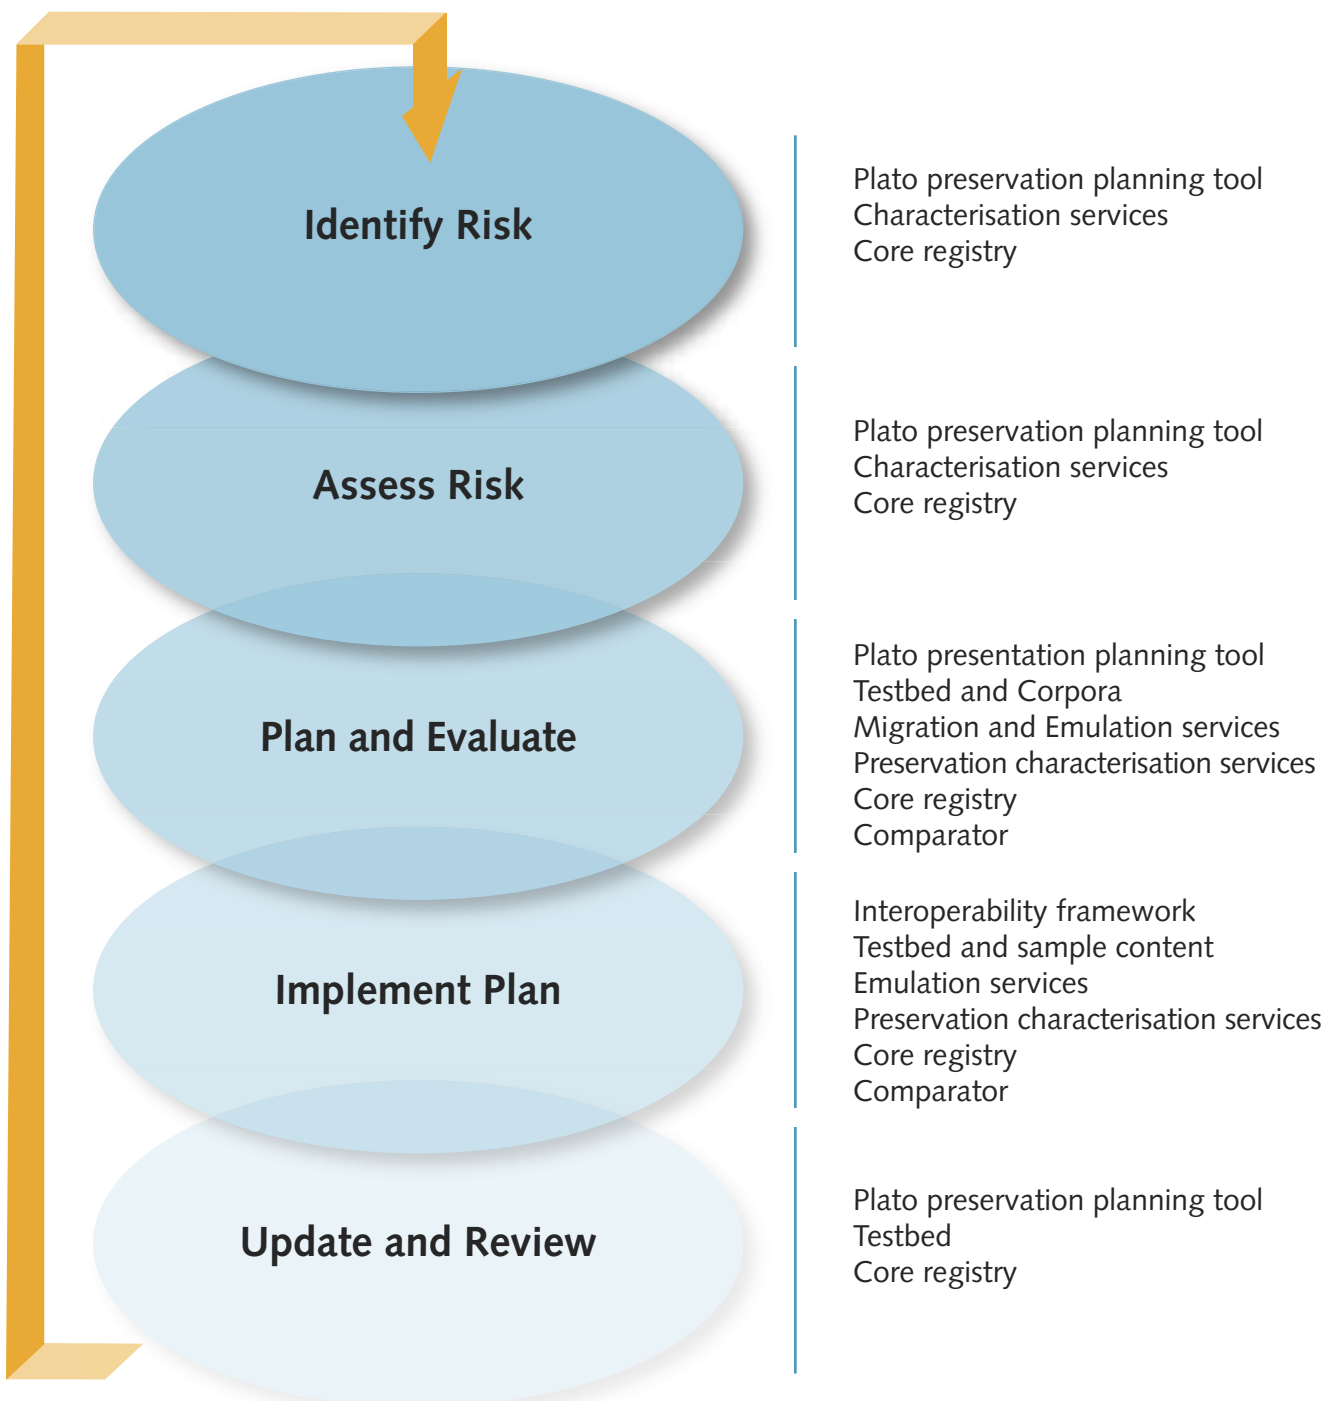 Identify Risk
Plato preservation planning tool
Characterisation services
Core registry
Assess Risk
Plato preservation planning tool
Characterisation services
Core registry
Plan and Evaluate
Plato presentation planning tool
Testbed and Corpora
Migration and Emulation services
Preservation characterisation services
Core registry
Comparator
Implement Plan
Interoperability framework
Testbed and sample content
Emulation services
Preservation characterisation services
Core registry
Comparator
Update and Review
Plato preservation planning tool
Testbed
Core registry